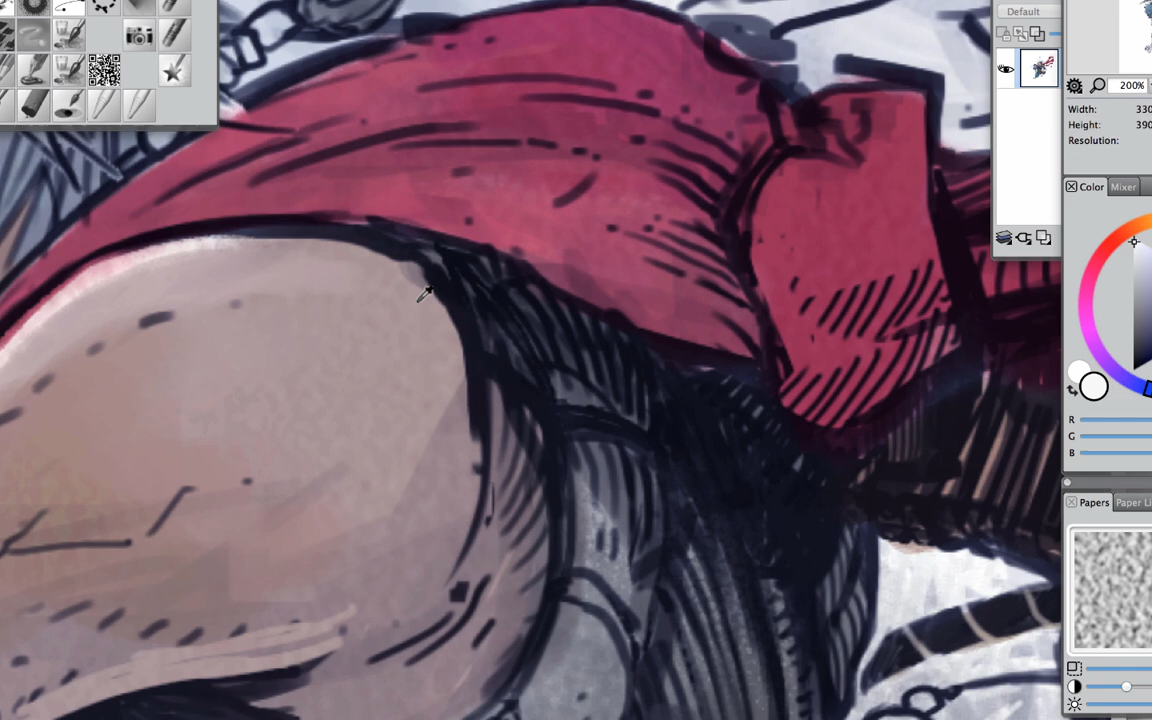 Default
200%
Width: 330
Height: 390
Resolution:
Color Mixer
R
G
B
Papers Paper Li